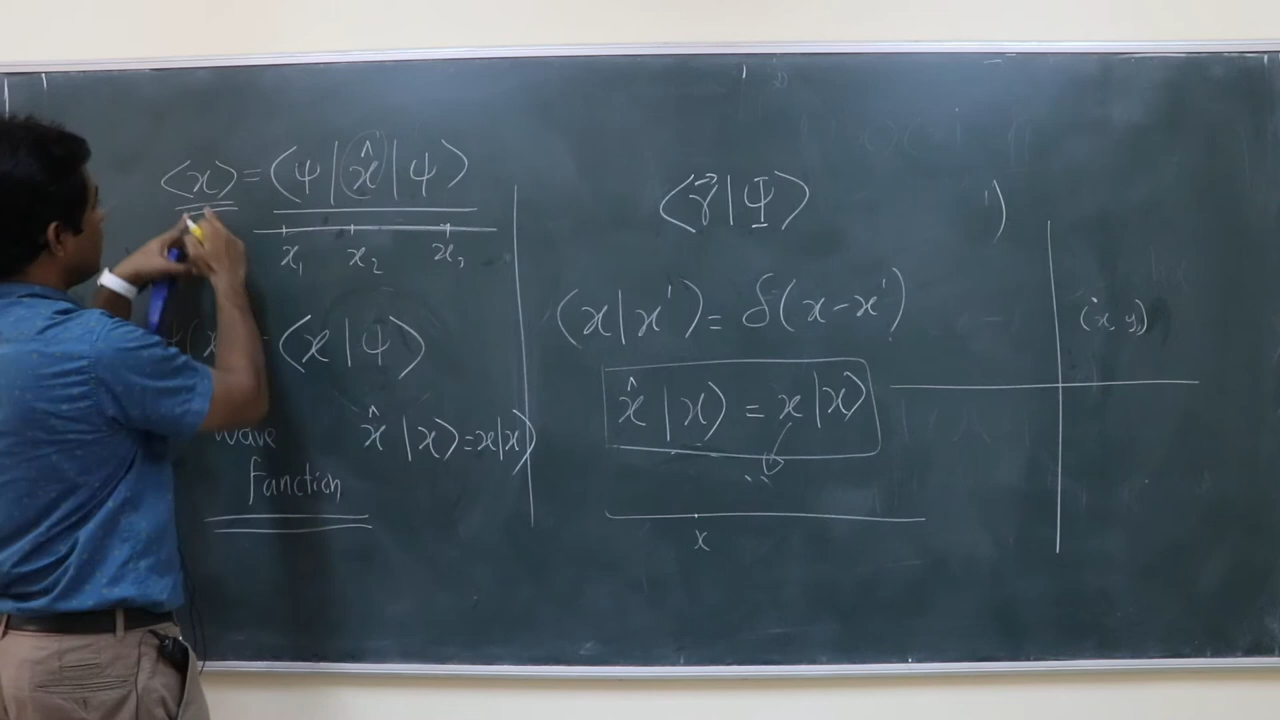 ⟨x⟩ = ⟨ψ|x̂|ψ⟩
x₁ x₂ x₃
ψ(x = ⟨x|ψ⟩
wave
function
x̂|x⟩=x|x⟩
⟨r⃗|Ψ⟩
⟨x|x'⟩= δ(x-x')
x̂|x⟩ = x|x⟩
x
(x, y)